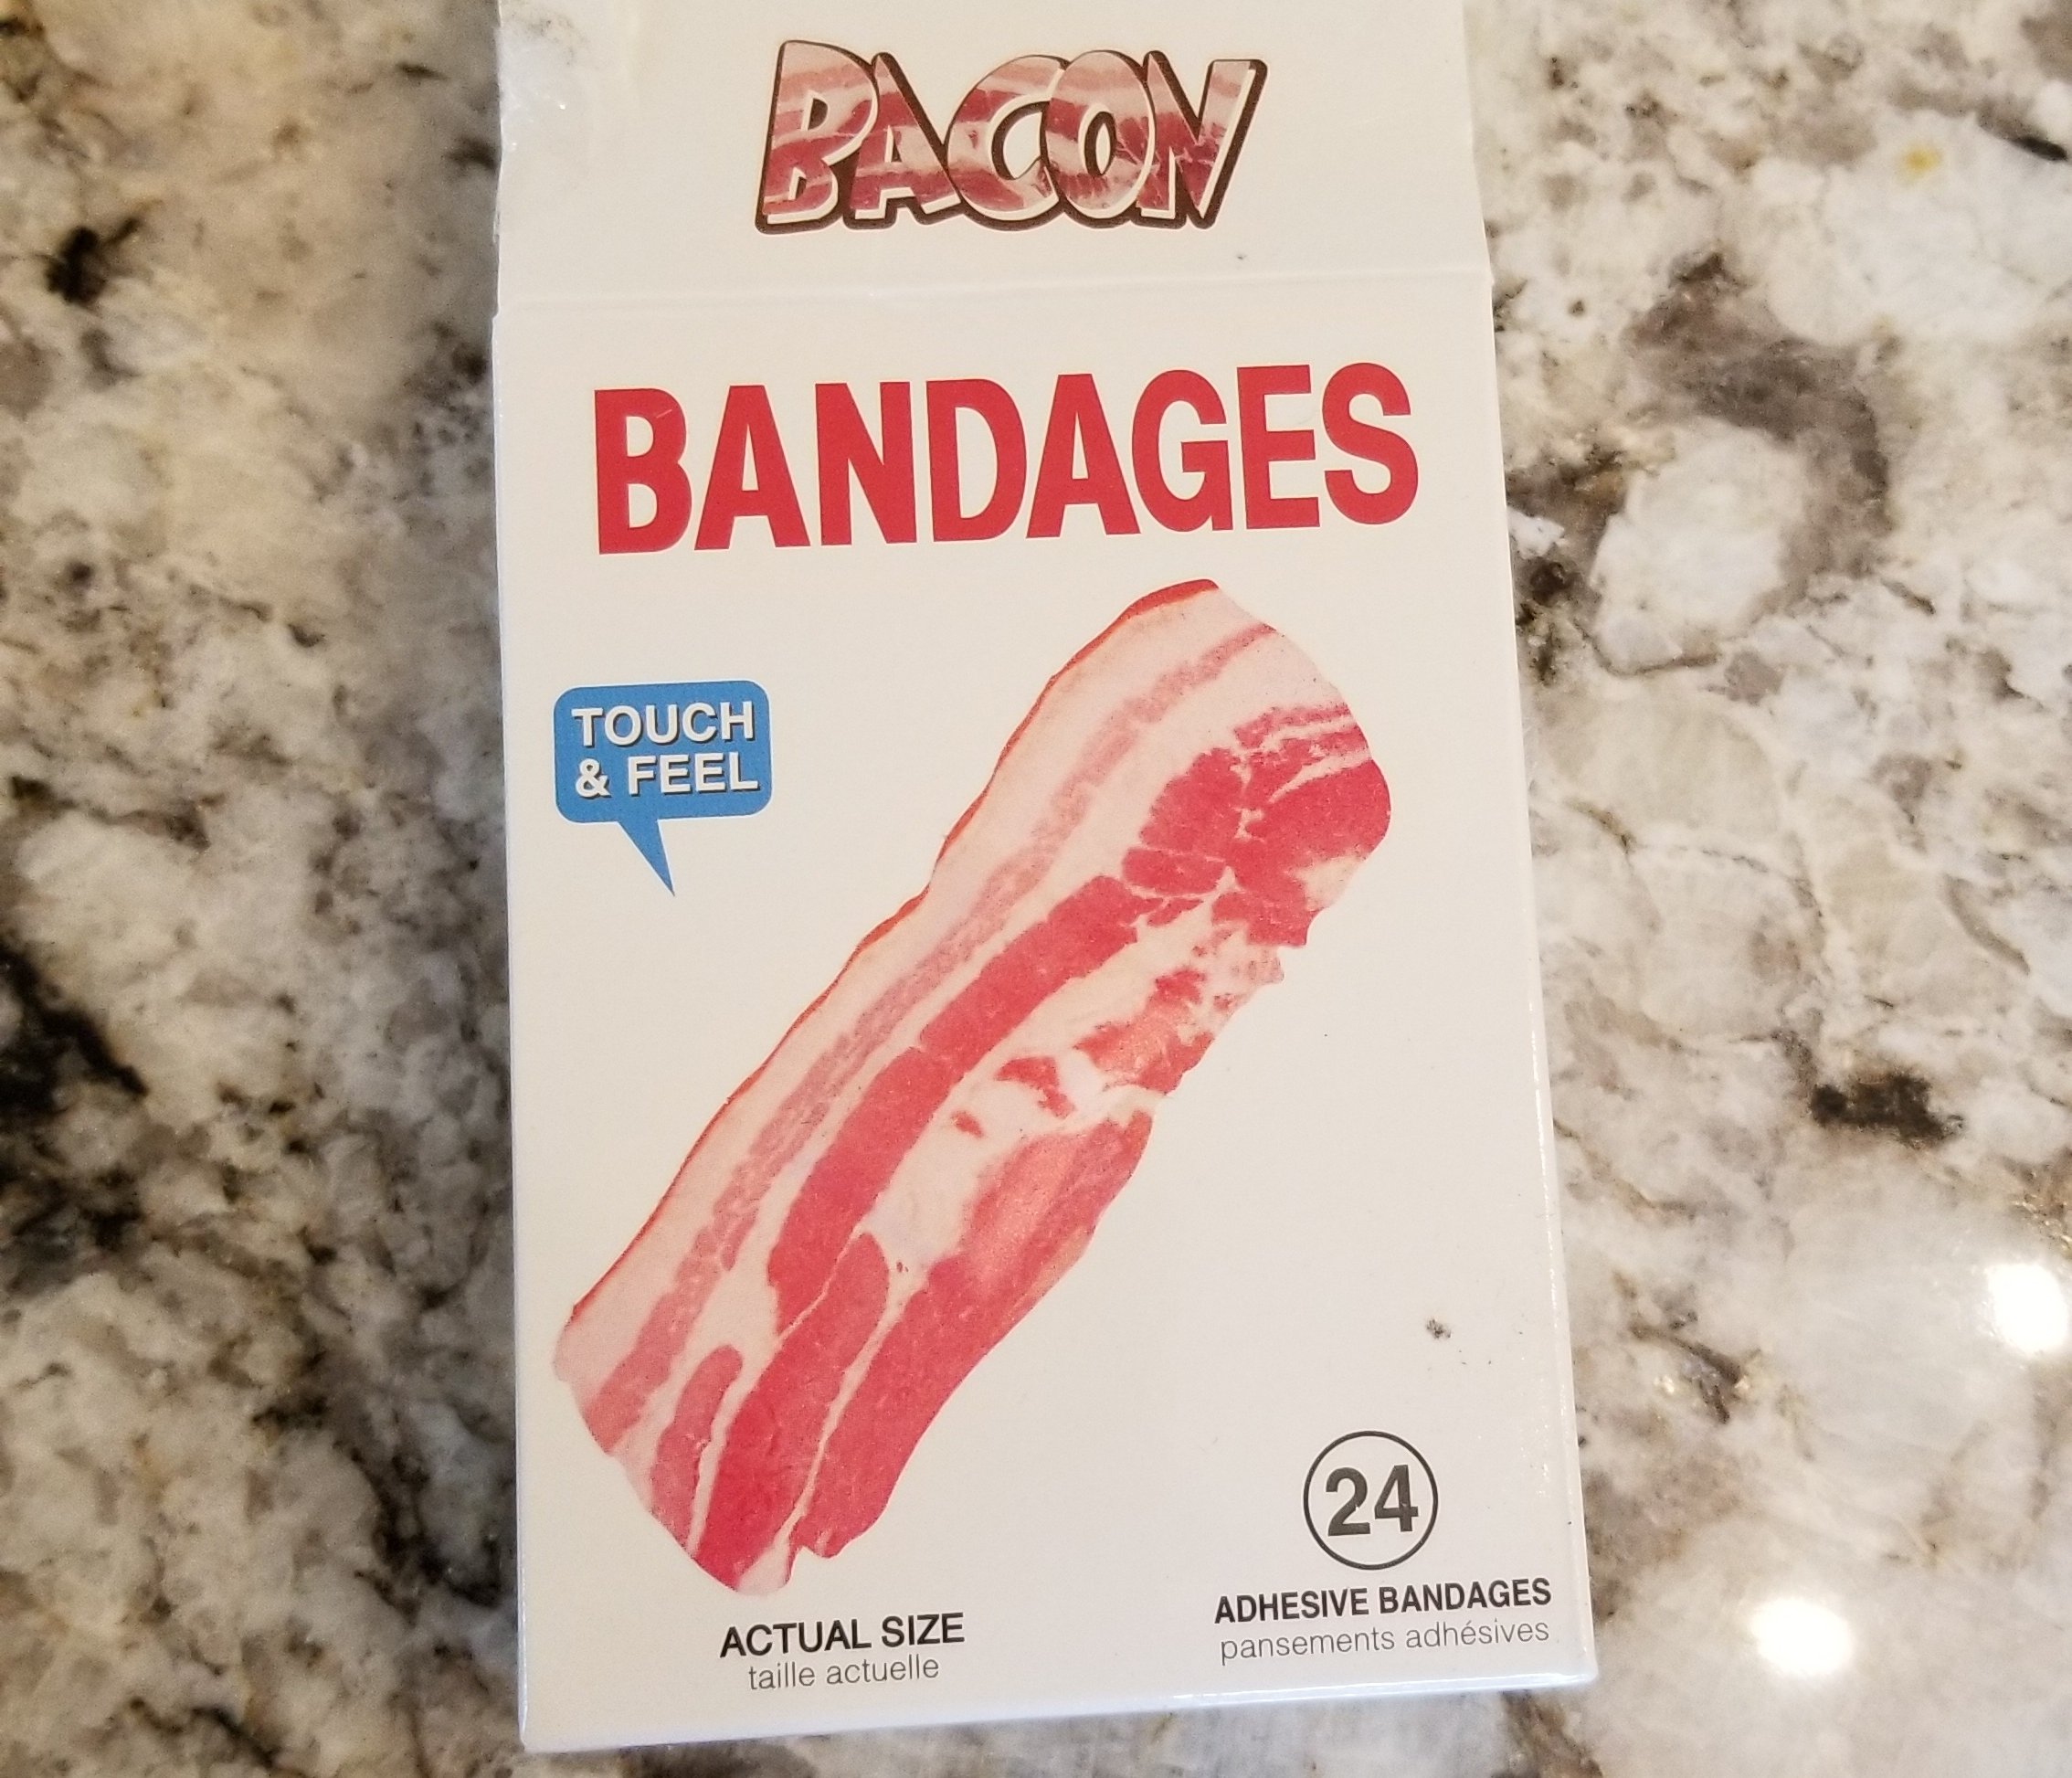 BACON
BANDAGES
TOUCH
& FEEL
ACTUAL SIZE
taille actuelle
24
ADHESIVE BANDAGES
pansements adhésives